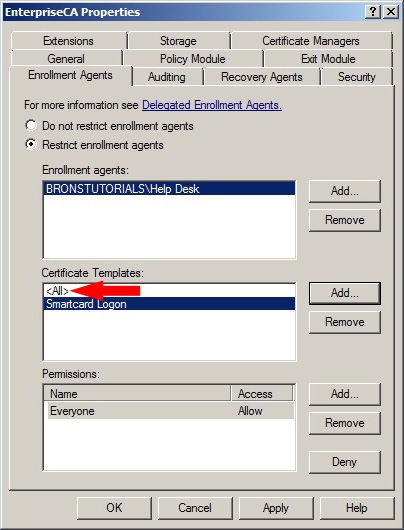 EnterpriseCA Properties
Extensions Storage Certificate Managers
General Policy Module Exit Module
Enrollment Agents Auditing Recovery Agents Security
For more information see Delegated Enrollment Agents.
Do not restrict enrollment agents
Restrict enrollment agents
Enrollment agents:
BRONSTUTORIALS\Help Desk
Add...
Remove
Certificate Templates:
<All>
Smartcard Logon
Add...
Remove
Permissions:
Name Access
Everyone Allow
Add...
Remove
Deny
OK Cancel Apply Help